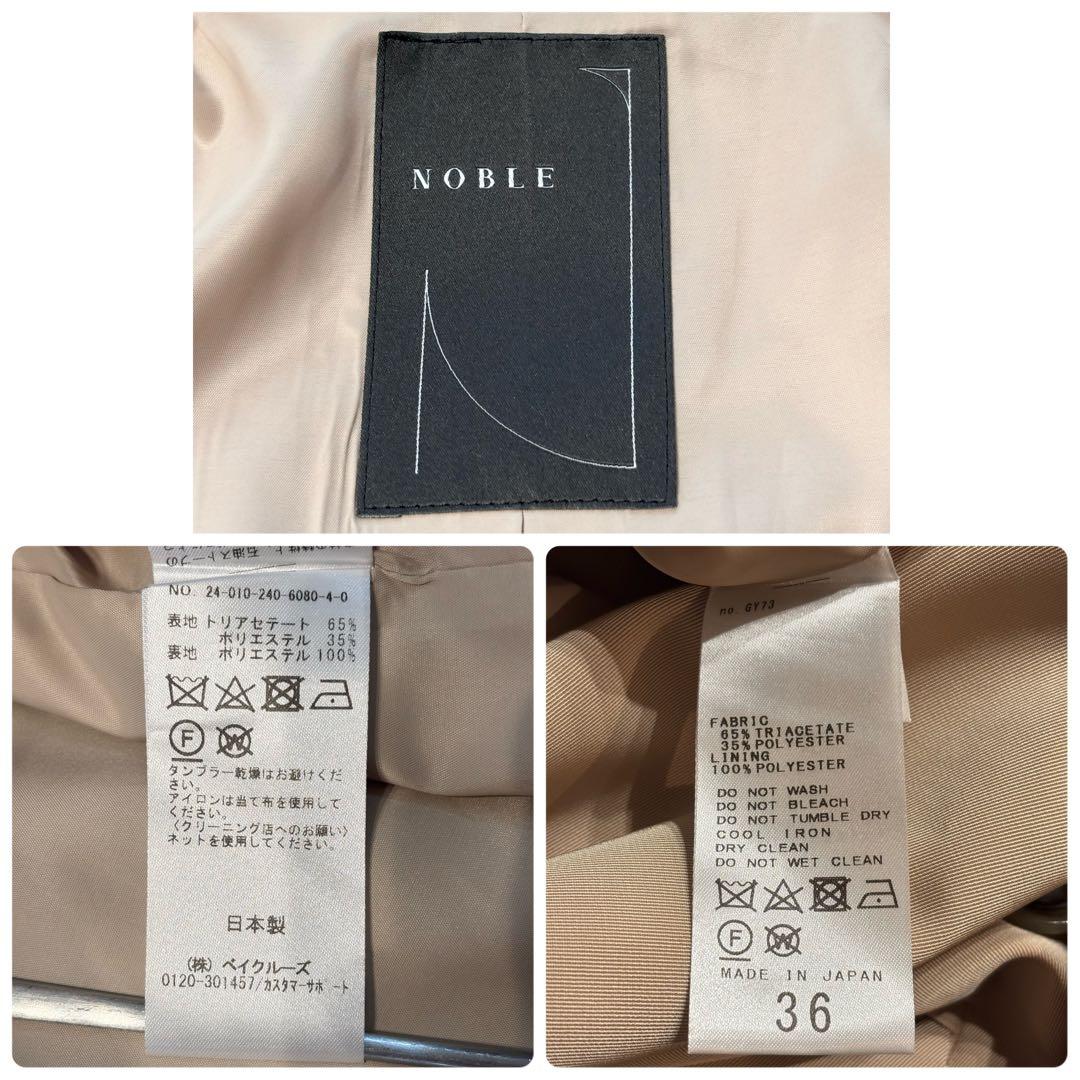 NOBLE
NO. 24-010-240-6080-4-0
表地 トリアセテート 65%
ポリエステル 35%
裏地 ポリエステル 100%
F W
タンブラー乾燥はお避けくだ
さい。
アイロンは当て布を使用して
ください。
〈クリーニング店へのお願い〉
ネットを使用してください。
日本製
(株) ベイクルーズ
0120-301457/カスタマーサポート
no. GY73
FABRIC
65% TRIACETATE
35% POLYESTER
LINING
100% POLYESTER
DO NOT WASH
DO NOT BLEACH
DO NOT TUMBLE DRY
COOL IRON
DRY CLEAN
DO NOT WET CLEAN
F W
MADE IN JAPAN
36